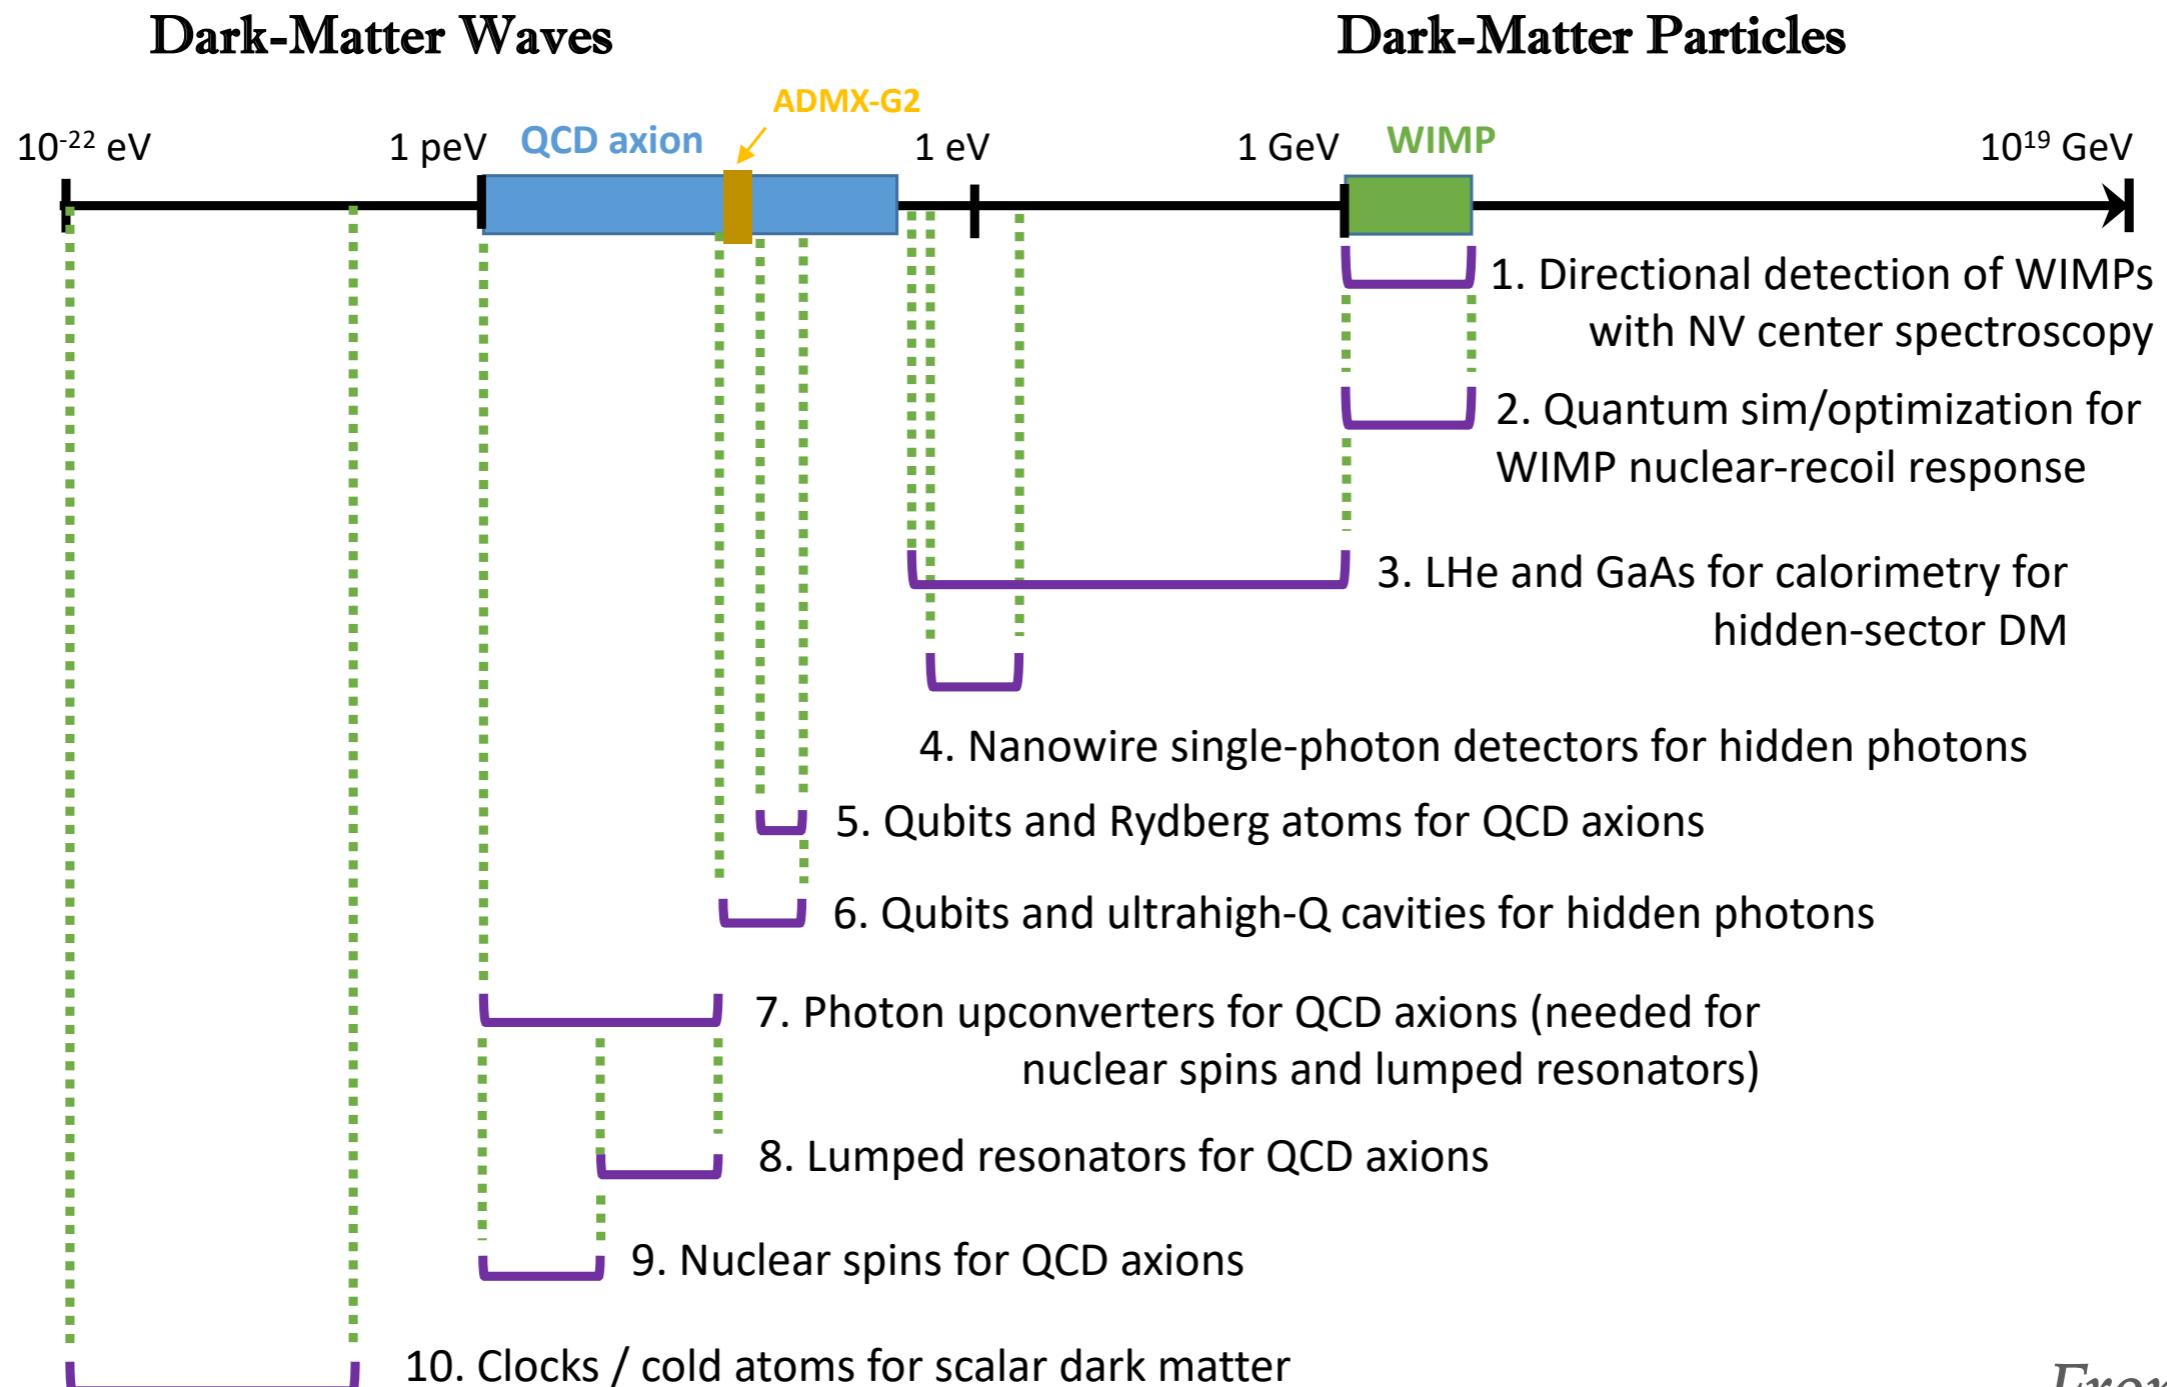 Dark-Matter Waves
Dark-Matter Particles
ADMX-G2
10⁻²² eV
1 peV
QCD axion
1 eV
1 GeV
WIMP
10¹⁹ GeV
1. Directional detection of WIMPs
with NV center spectroscopy
2. Quantum sim/optimization for
WIMP nuclear-recoil response
3. LHe and GaAs for calorimetry for
hidden-sector DM
4. Nanowire single-photon detectors for hidden photons
5. Qubits and Rydberg atoms for QCD axions
6. Qubits and ultrahigh-Q cavities for hidden photons
7. Photon upconverters for QCD axions (needed for
nuclear spins and lumped resonators)
8. Lumped resonators for QCD axions
9. Nuclear spins for QCD axions
10. Clocks / cold atoms for scalar dark matter